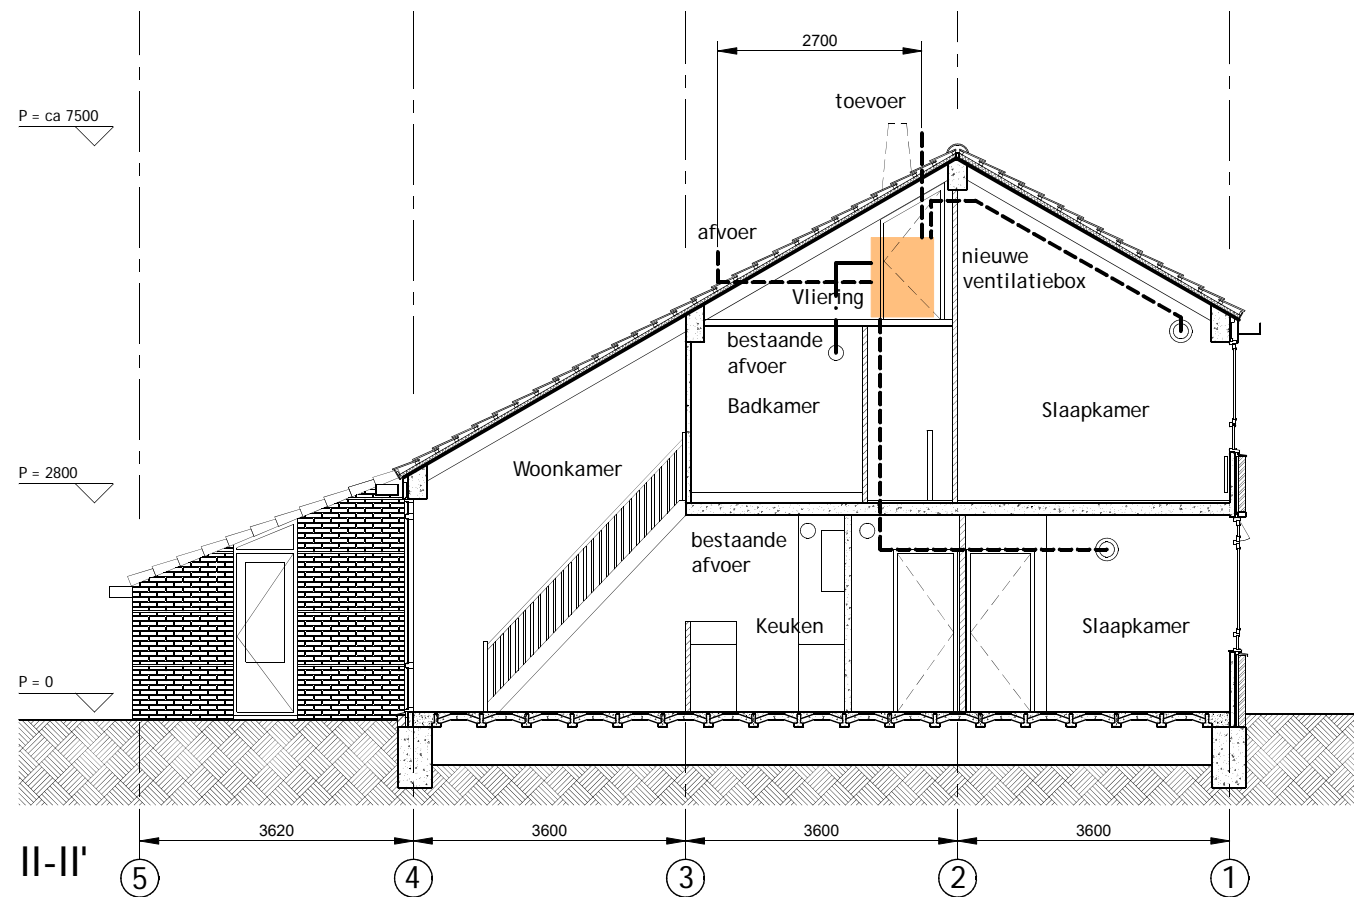 2700
toevoer
P = ca 7500
afvoer
nieuwe
ventilatiebox
Vliering
bestaande
afvoer
Badkamer
Slaapkamer
Woonkamer
P = 2800
bestaande
afvoer
Keuken
Slaapkamer
P = 0
3620
3600
3600
3600
II-II'
5
4
3
2
1